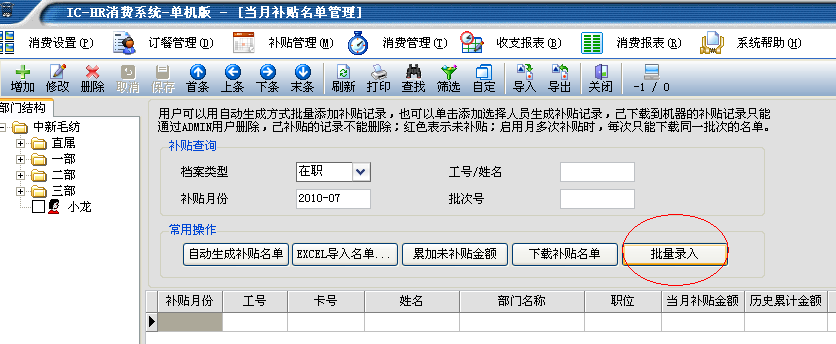 IC-HR消费系统-单机版 - [当月补贴名单管理]
消费设置(P) 订餐管理(D) 补贴管理(M) 消费管理(T) 收支报表(B) 消费报表(R) 系统帮助(H)
增加 修改 删除 取消 保存 首条 上条 下条 末条 刷新 打印 查找 筛选 自定 导入 导出 关闭 -1 / 0
部门结构
中新毛纺
直属
一部
二部
三部
小龙
用户可以用自动生成方式批量添加补贴记录，也可以单击添加选择人员生成补贴记录，己下载到机器的补贴记录只能
通过ADMIN用户删除，己补贴的记录不能删除；红色表示未补贴；启用月多次补贴时，每次只能下载同一批次的名单。
补贴查询
档案类型 在职 工号/姓名
补贴月份 2010-07 批次号
常用操作
自动生成补贴名单 EXCEL导入名单... 累加未补贴金额 下载补贴名单 批量录入
补贴月份 工号 卡号 姓名 部门名称 职位 当月补贴金额 历史累计金额